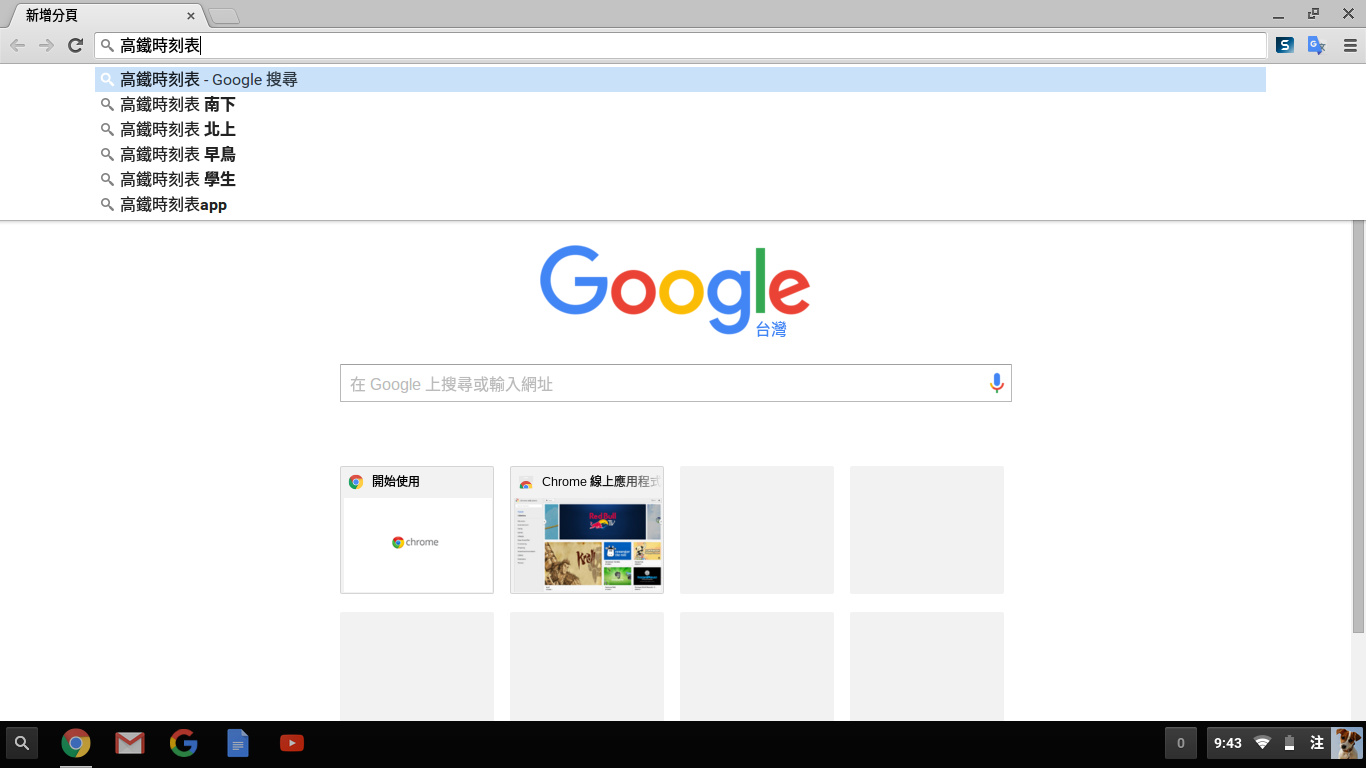 新增分頁
高鐵時刻表
高鐵時刻表 - Google 搜尋
高鐵時刻表 南下
高鐵時刻表 北上
高鐵時刻表 早鳥
高鐵時刻表 學生
高鐵時刻表app
Google
台灣
在 Google 上搜尋或輸入網址
開始使用
Chrome 線上應用程式
chrome
Red Bull
TV
Krall
0
9:43
注